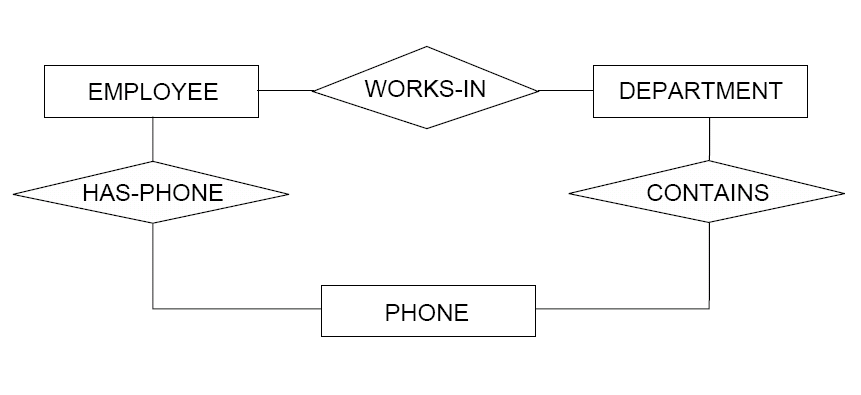 EMPLOYEE
WORKS-IN
DEPARTMENT
HAS-PHONE
CONTAINS
PHONE